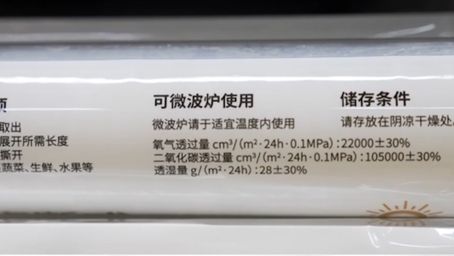 项
取出
展开所需长度
撕开
蔬菜、生鲜、水果等
可微波炉使用
微波炉请于适宜温度内使用
氧气透过量 cm³/(m²·24h·0.1MPa):22000±30%
二氧化碳透过量 cm³/(m²·24h·0.1MPa):105000±30%
透湿量 g/(m²·24h):28±30%
储存条件
请存放在阴凉干燥处